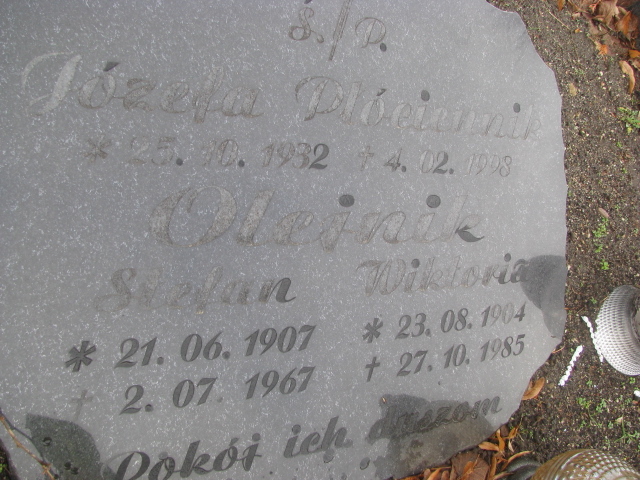 Ś. / P.
Józefa Płóciennik
* 25. 10. 1932 † 4. 02. 1998
Olejnik
Stefan Wiktoria
* 21. 06. 1907 * 23. 08. 1904
† 2. 07. 1967 † 27. 10. 1985
Pokój ich duszom